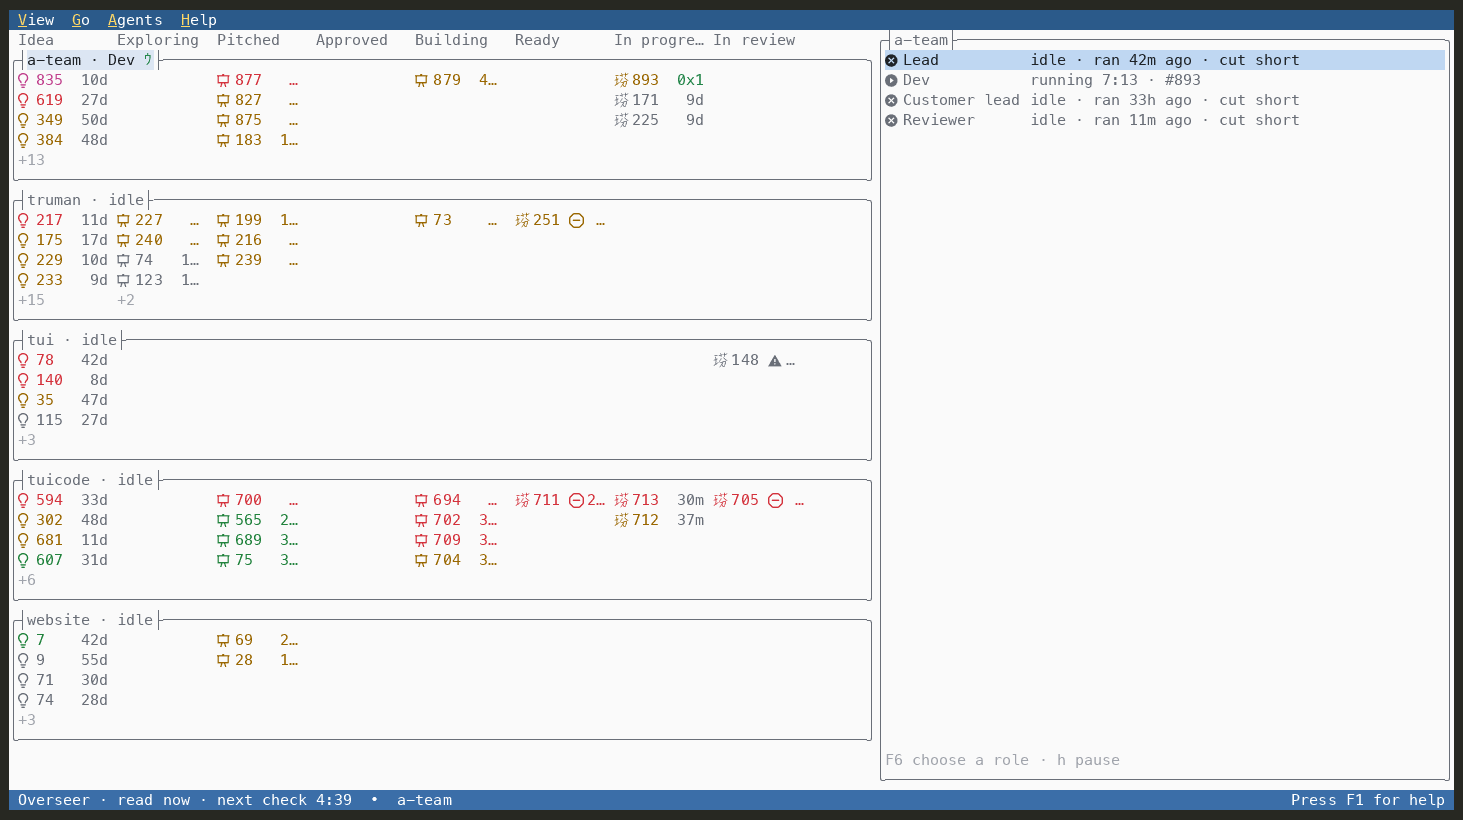 View Go Agents Help
Idea Exploring Pitched Approved Building Ready In progre… In review
a-team · Dev
835 10d 877 … 879 4… 893 0x1
619 27d 827 … 171 9d
349 50d 875 … 225 9d
384 48d 183 1…
+13
truman · idle
217 11d 227 … 199 1… 73 … 251 …
175 17d 240 … 216 …
229 10d 74 1… 239 …
233 9d 123 1…
+15 +2
tui · idle
78 42d 148 …
140 8d
35 47d
115 27d
+3
tuicode · idle
594 33d 700 … 694 … 711 2… 713 30m 705 …
302 48d 565 2… 702 3… 712 37m
681 11d 689 3… 709 3…
607 31d 75 3… 704 3…
+6
website · idle
7 42d 69 2…
9 55d 28 1…
71 30d
74 28d
+3
a-team
Lead idle · ran 42m ago · cut short
Dev running 7:13 · #893
Customer lead idle · ran 33h ago · cut short
Reviewer idle · ran 11m ago · cut short
F6 choose a role · h pause
Overseer · read now · next check 4:39 • a-team
Press F1 for help